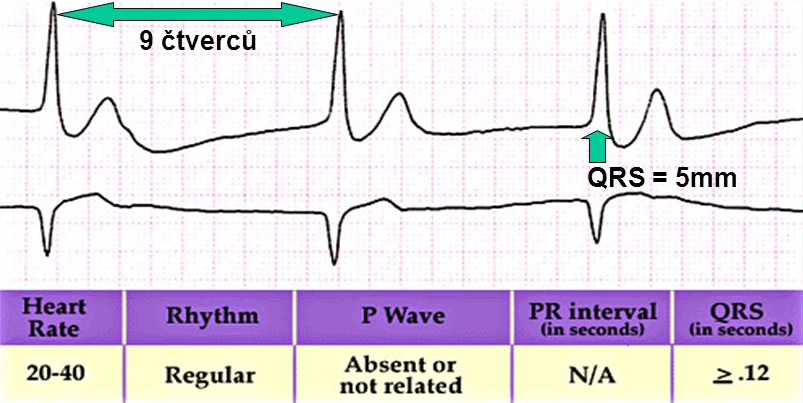 9 čtverců
QRS = 5mm
Heart
Rate
Rhythm
P Wave
PR interval
(in seconds)
QRS
(in seconds)
20-40
Regular
Absent or
not related
N/A
≥ .12